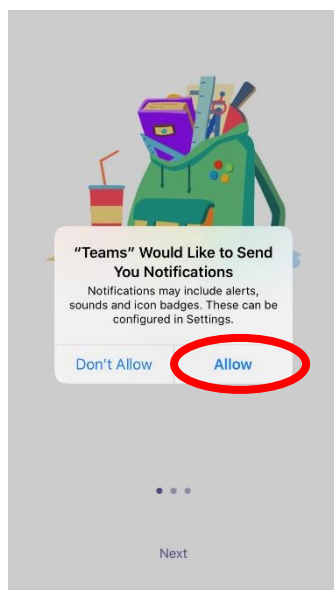 "Teams" Would Like to Send
You Notifications
Notifications may include alerts,
sounds and icon badges. These can be
configured in Settings.
Don't Allow
Allow
Next